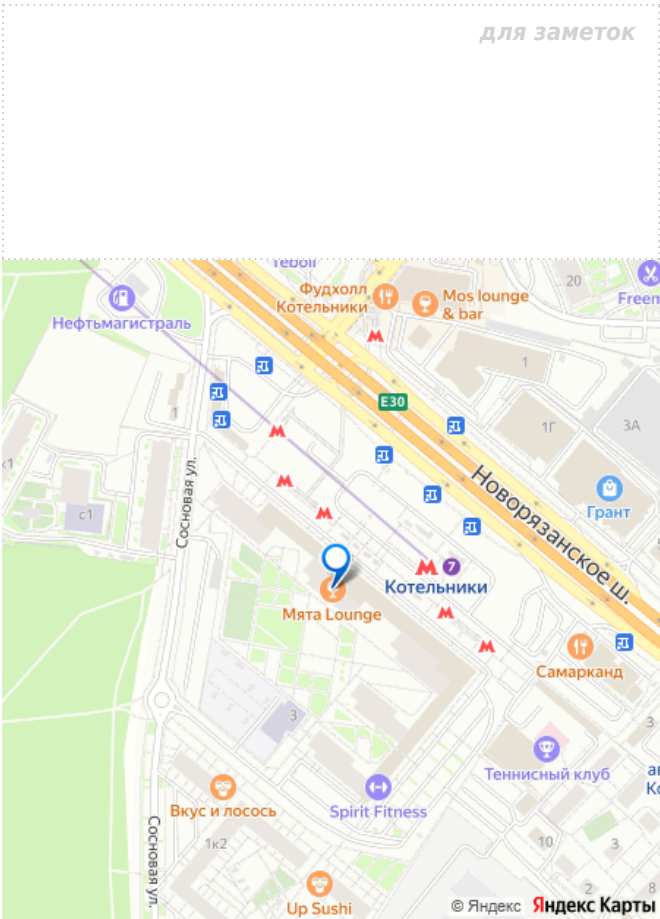 для заметок
Teboil
20
Фудхолл
Котельники
Mos lounge
& bar
Нефтьмагистраль
1
E30
1
1Г
3А
к1
с1
Сосновая ул.
Грант
Новорязанское ш.
7
Котельники
Мята Lounge
Самарканд
3
3
Теннисный клуб
Вкус и лосось
Spirit Fitness
1к2
Сосновая ул.
10
3
2
8
Up Sushi
© Яндекс Яндекс Карты